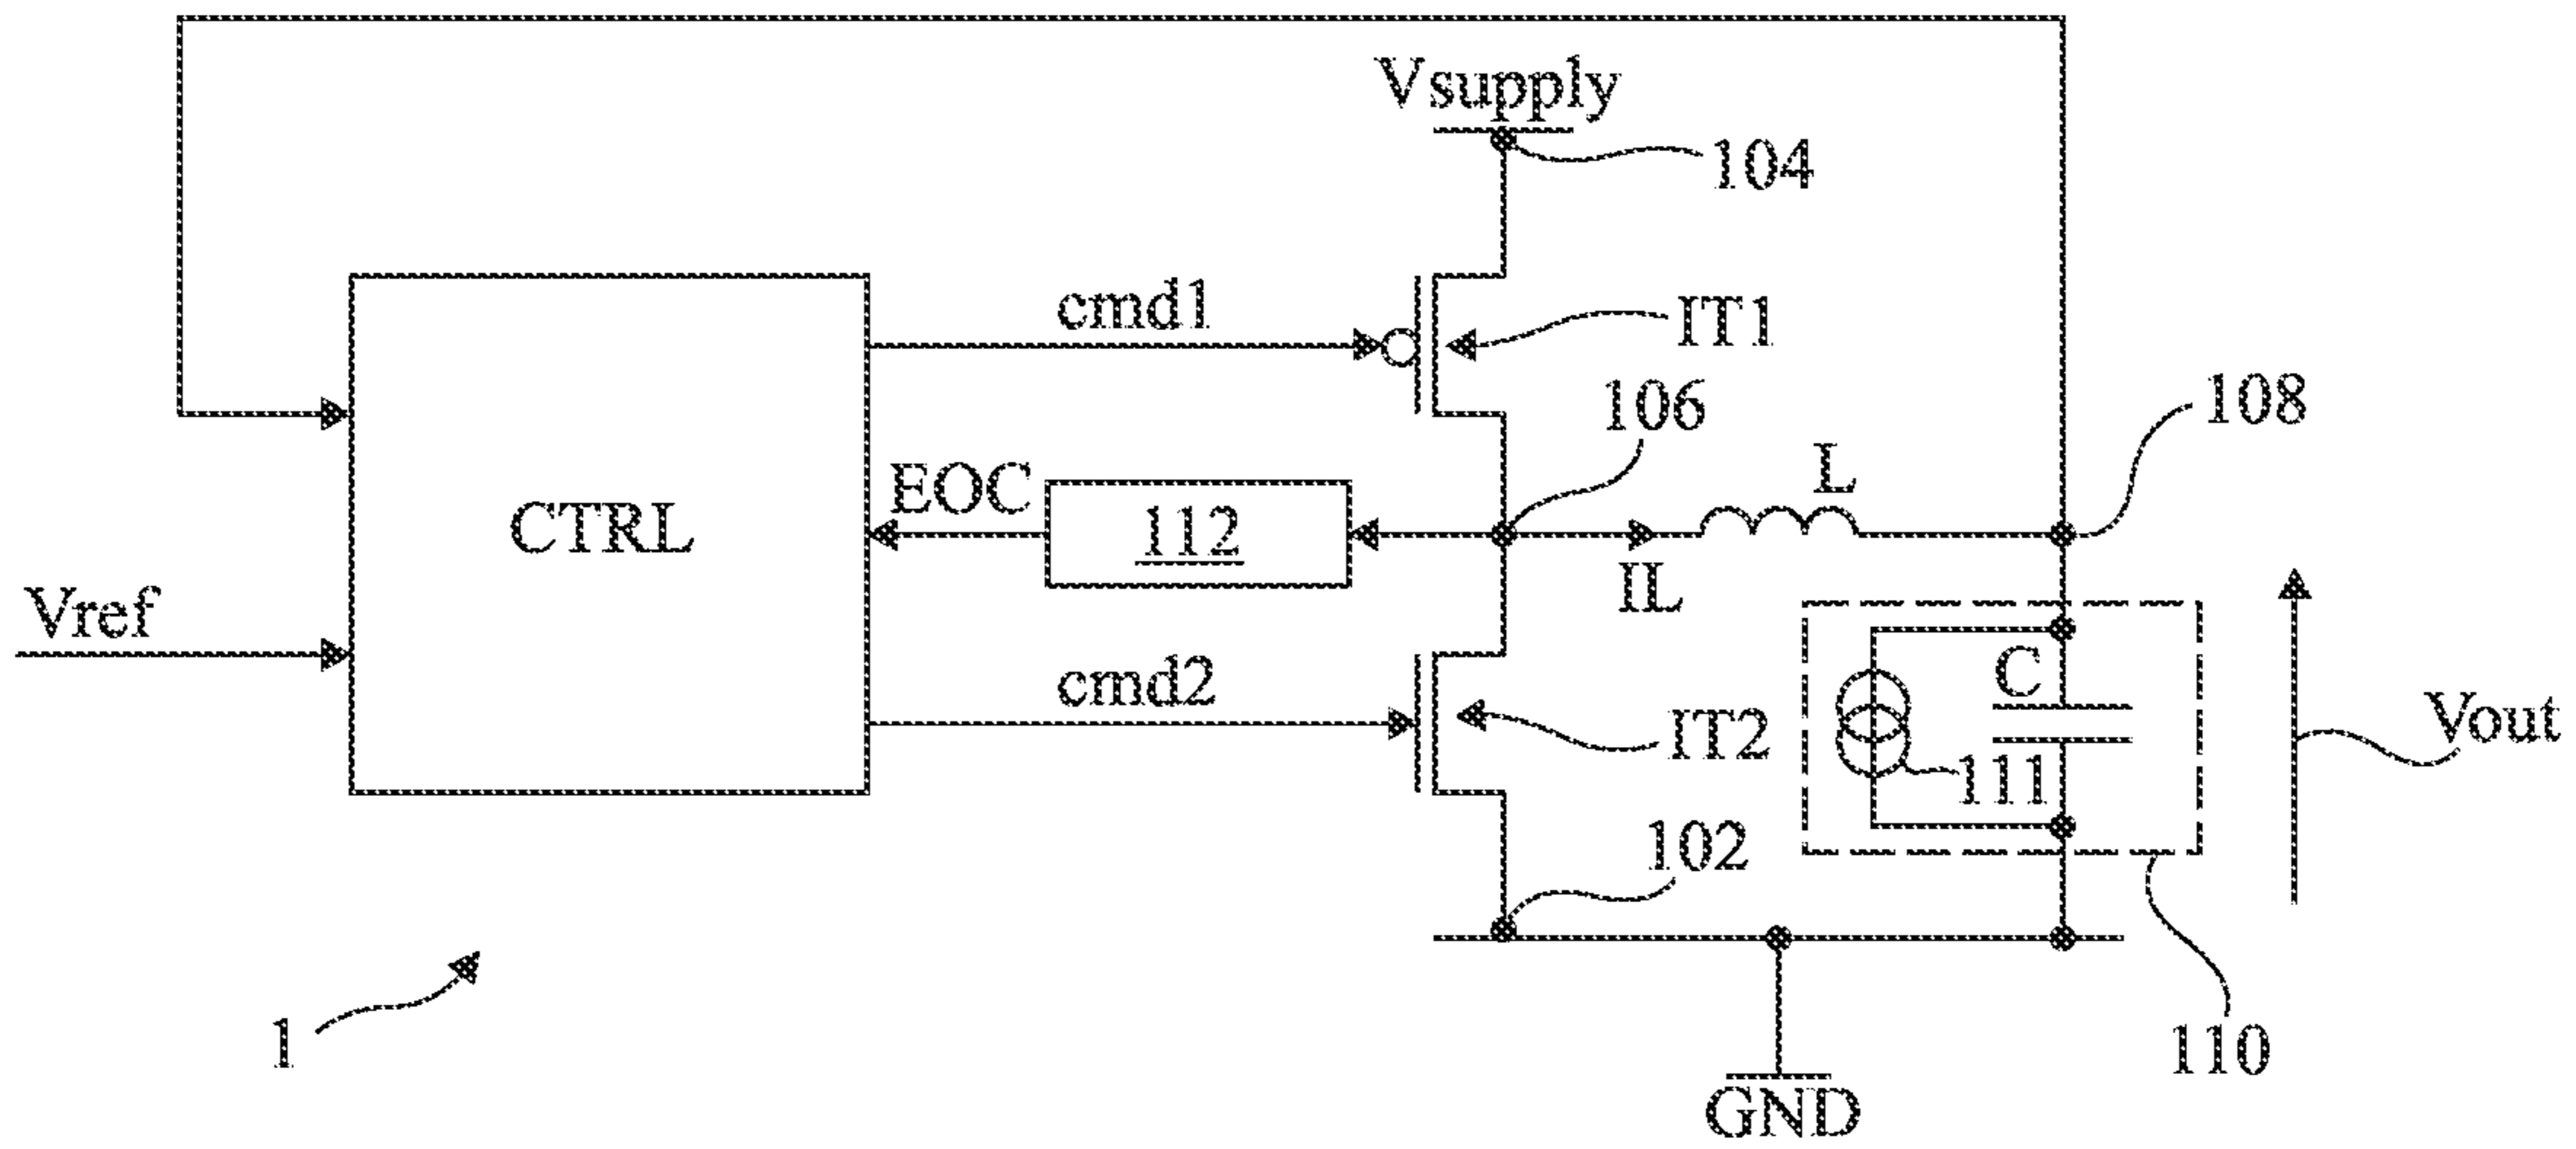 Vsupply
104
cmd1
IT1
106
108
L
EOC
112
CTRL
IL
Vref
C
cmd2
IT2
111
Vout
102
1
110
GND